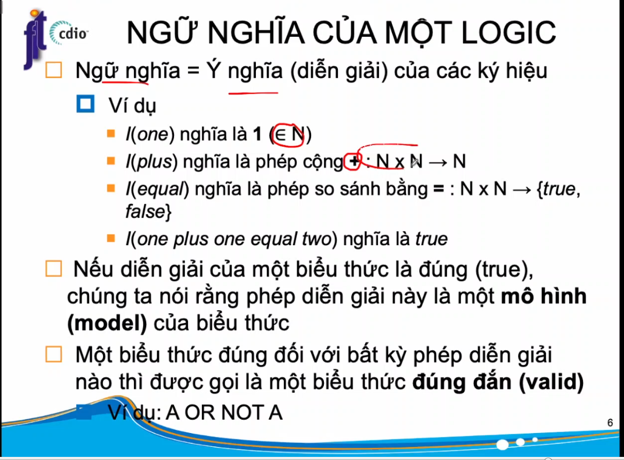 jt cdio
NGỮ NGHĨA CỦA MỘT LOGIC
Ngữ nghĩa = Ý nghĩa (diễn giải) của các ký hiệu
Ví dụ
I(one) nghĩa là 1 (∈ N)
I(plus) nghĩa là phép cộng + : N x N → N
I(equal) nghĩa là phép so sánh bằng = : N x N → {true,
false}
I(one plus one equal two) nghĩa là true
Nếu diễn giải của một biểu thức là đúng (true),
chúng ta nói rằng phép diễn giải này là một mô hình
(model) của biểu thức
Một biểu thức đúng đối với bất kỳ phép diễn giải
nào thì được gọi là một biểu thức đúng đắn (valid)
Ví dụ: A OR NOT A
6